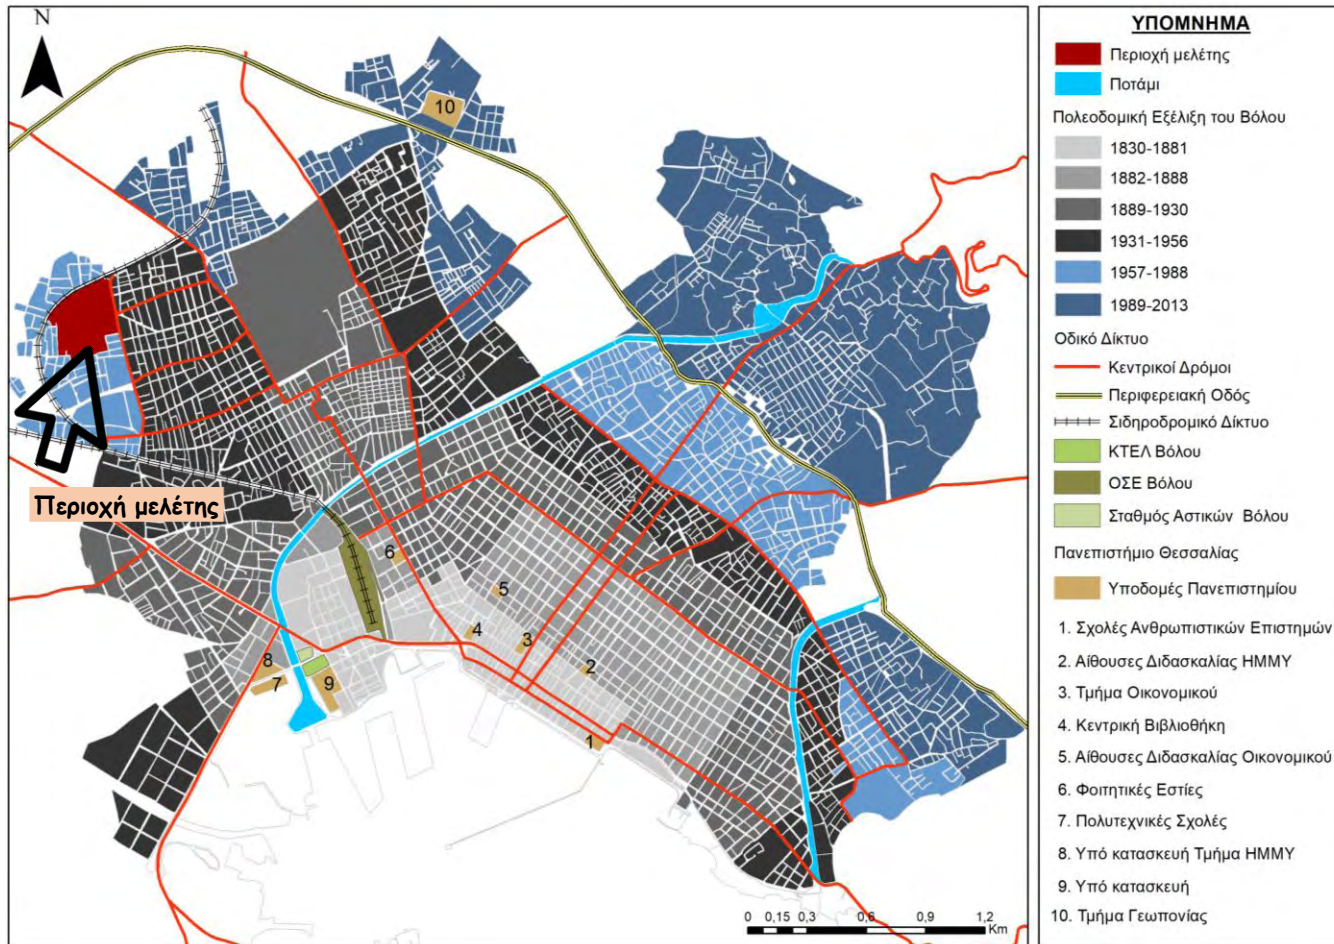 N
10
Περιοχή μελέτης
6
5
4
3
2
8
7
9
1
0 0,15 0,3 0,6 0,9 1,2
Km
ΥΠΟΜΝΗΜΑ
Περιοχή μελέτης
Ποτάμι
Πολεοδομική Εξέλιξη του Βόλου
1830-1881
1882-1888
1889-1930
1931-1956
1957-1988
1989-2013
Οδικό Δίκτυο
Κεντρικοί Δρόμοι
Περιφερειακή Οδός
Σιδηροδρομικό Δίκτυο
ΚΤΕΛ Βόλου
ΟΣΕ Βόλου
Σταθμός Αστικών Βόλου
Πανεπιστήμιο Θεσσαλίας
Υποδομές Πανεπιστημίου
1. Σχολές Ανθρωπιστικών Επιστημών
2. Αίθουσες Διδασκαλίας ΗΜΜΥ
3. Τμήμα Οικονομικού
4. Κεντρική Βιβλιοθήκη
5. Αίθουσες Διδασκαλίας Οικονομικού
6. Φοιτητικές Εστίες
7. Πολυτεχνικές Σχολές
8. Υπό κατασκευή Τμήμα ΗΜΜΥ
9. Υπό κατασκευή
10. Τμήμα Γεωπονίας